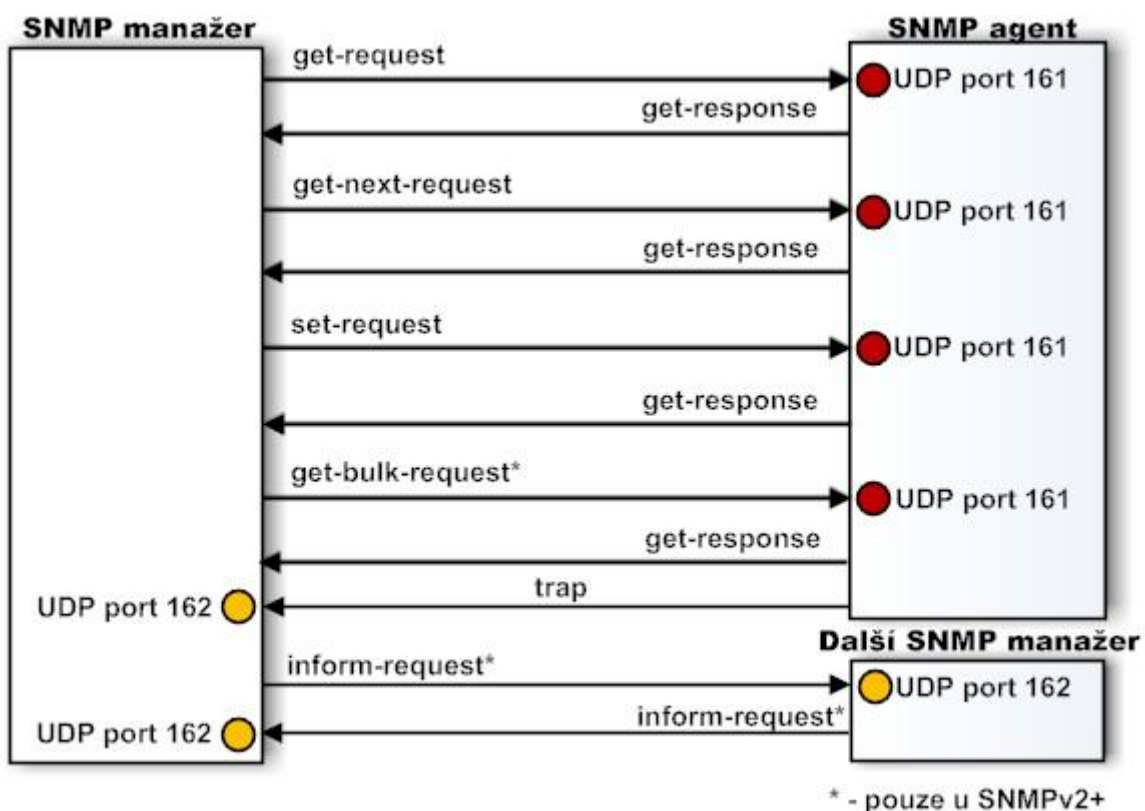 SNMP manažer
SNMP agent
get-request
UDP port 161
get-response
get-next-request
UDP port 161
get-response
set-request
UDP port 161
get-response
get-bulk-request*
UDP port 161
get-response
trap
UDP port 162
Další SNMP manažer
inform-request*
UDP port 162
inform-request*
UDP port 162
* - pouze u SNMPv2+